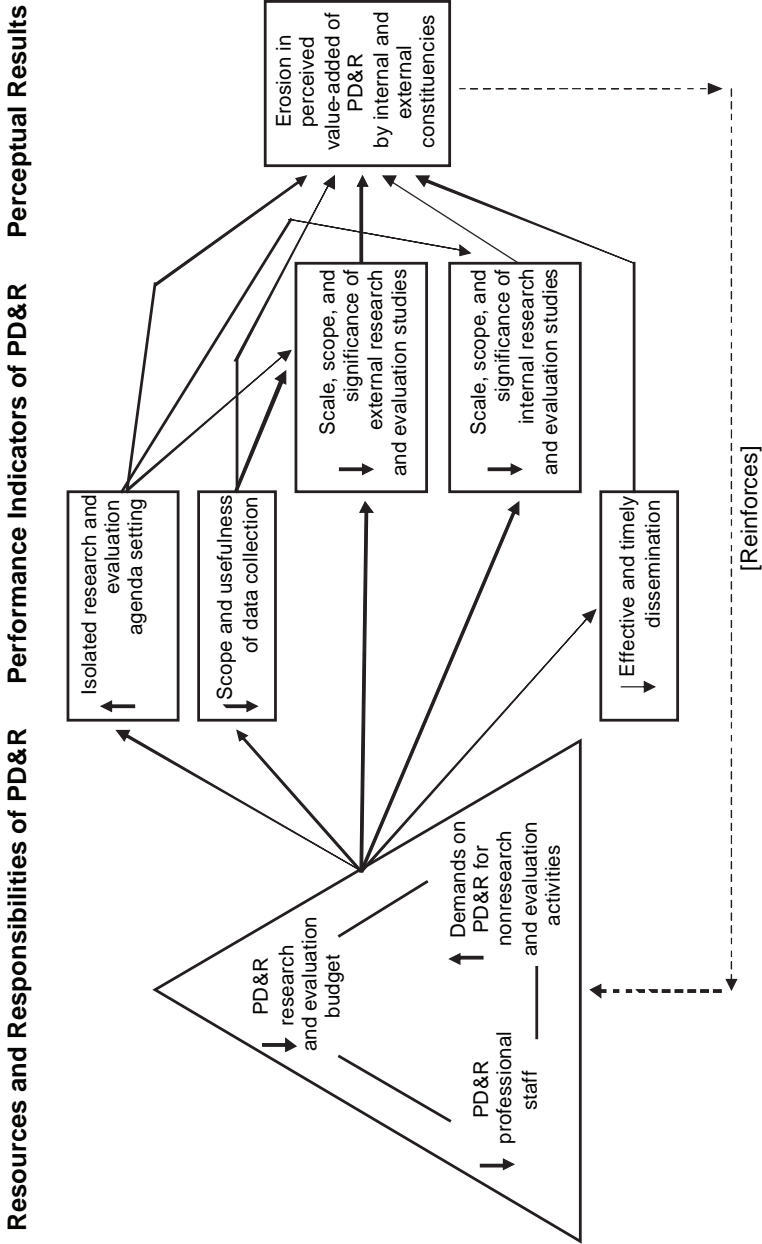 Resources and Responsibilities of PD&R
Performance Indicators of PD&R
Perceptual Results
PD&R
research
and evaluation
budget
PD&R
professional
staff
Demands on
PD&R for
nonresearch
and evaluation
activities
Isolated research and
evaluation
agenda setting
Scope and usefulness
of data collection
Scale, scope, and
significance of
external research
and evaluation studies
Scale, scope, and
significance of
internal research
and evaluation studies
Effective and timely
dissemination
Erosion in
perceived
value-added of
PD&R
by internal and
external
constituencies
[Reinforces]